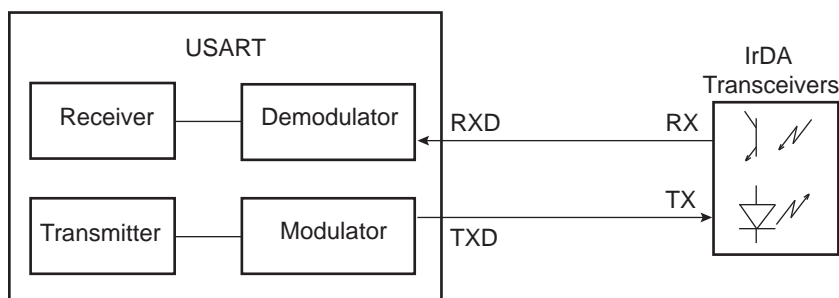 USART
IrDA
Transceivers
Receiver
Demodulator
RXD
RX
Transmitter
Modulator
TXD
TX